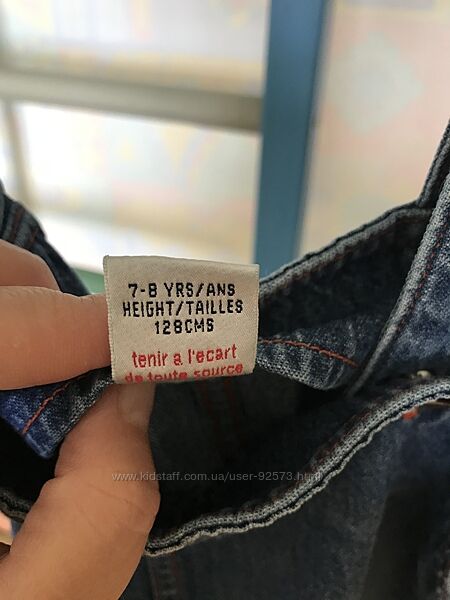 7-8 YRS/ANS
HEIGHT/TAILLES
128CMS
tenir a l'ecart
de toute source
www.kidstaff.com.ua/user-92573.html